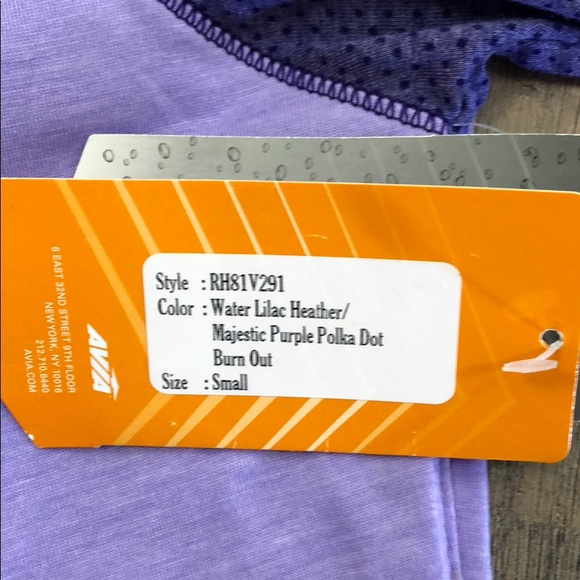 Style : RH81V291
Color : Water Lilac Heather/
Majestic Purple Polka Dot
Burn Out
Size : Small
AVIA
6 EAST 32ND STREET 9TH FLOOR
NEW YORK, NY 10016
212.710.6440
AVIA.COM